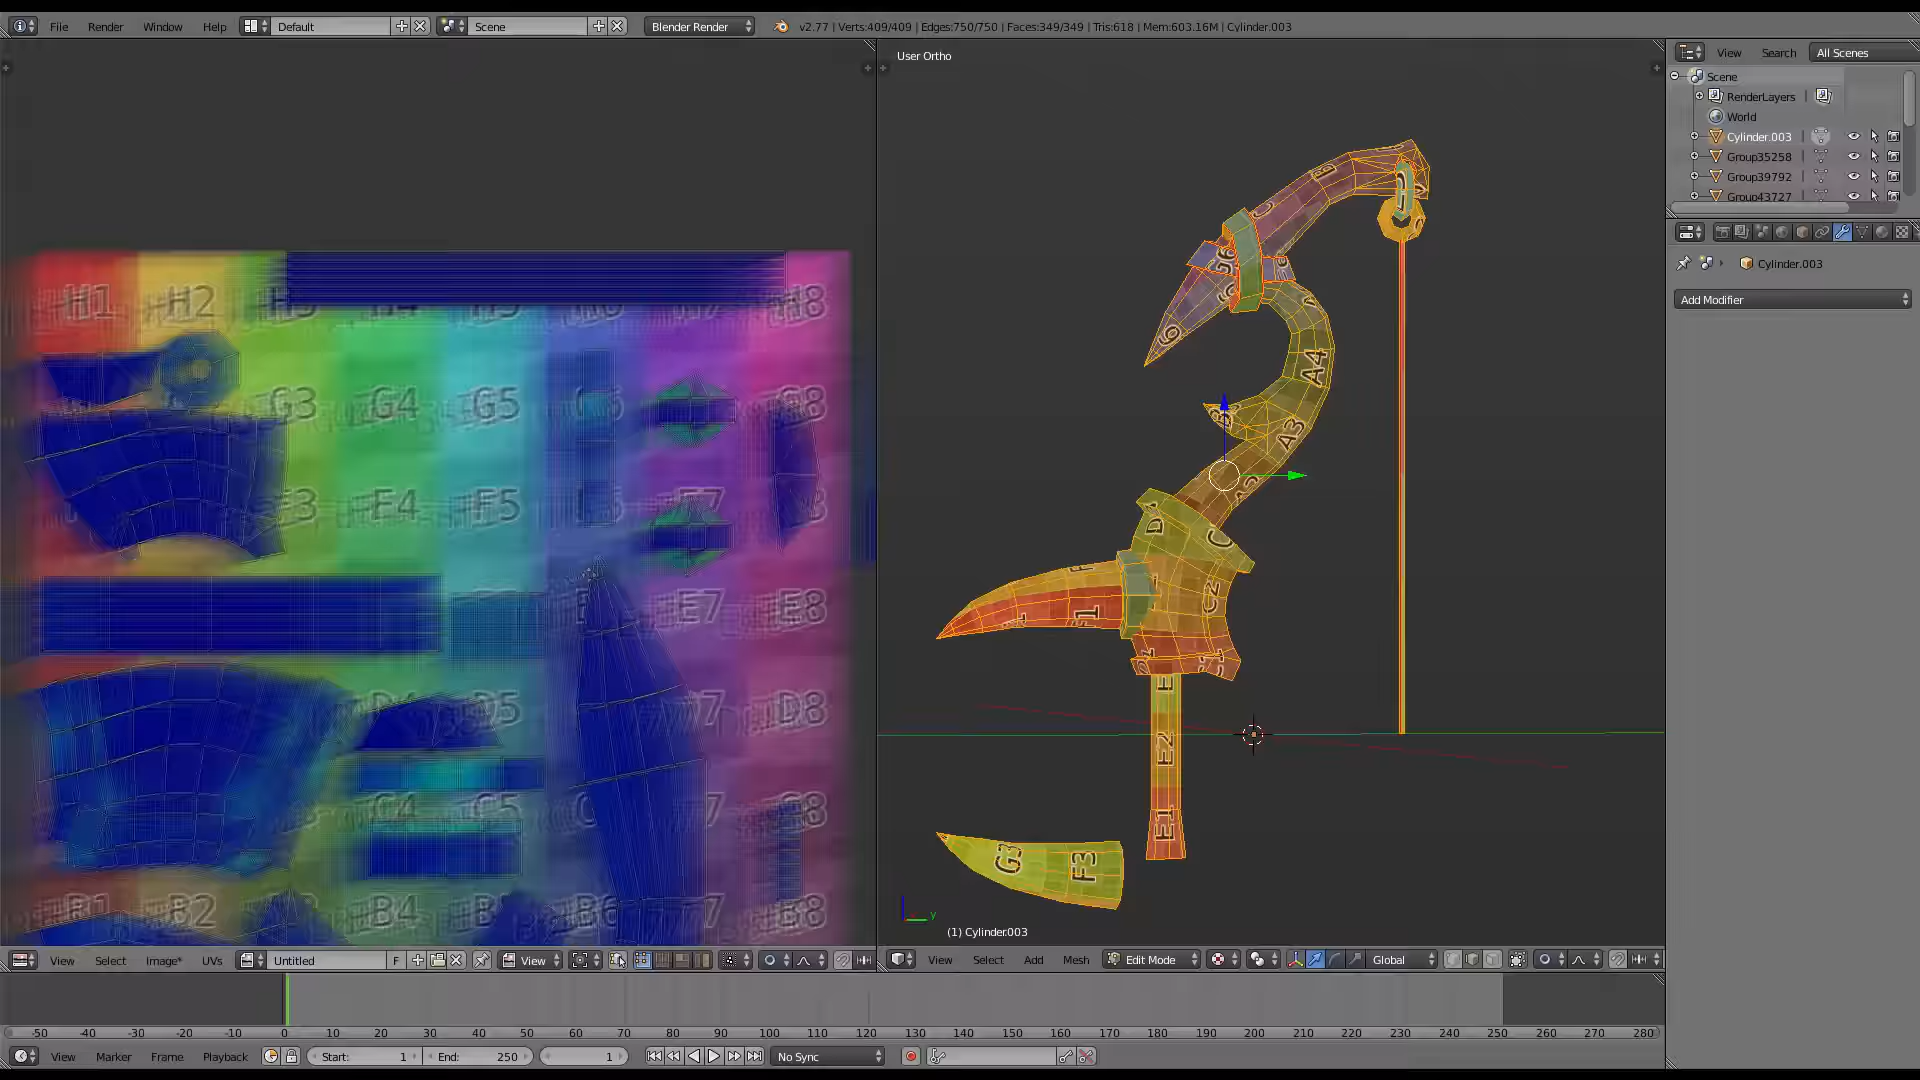 File Render Window Help Default Scene Blender Render v2.77 | Verts:409/409 | Edges:750/750 | Faces:349/349 | Tris:618 | Mem:603.16M | Cylinder.003
User Ortho
View Search All Scenes
Scene
RenderLayers
World
Cylinder.003
Group35258
Group39792
Group43727
Cylinder.003
Add Modifier
H1 H2
G3 G4 G5
F4 F5
E7 E8
D8
B1 B2 B4 B6 B8
B
C
A4
A3
C2
E2
E1
G3 F3
y
(1) Cylinder.003
View Select Image* UVs Untitled F View
View Select Add Mesh Edit Mode Global
-50 -40 -30 -20 -10 0 10 20 30 40 50 60 70 80 90 100 110 120 130 140 150 160 170 180 190 200 210 220 230 240 250 260 270 280
View Marker Frame Playback Start: 1 End: 250 1 No Sync